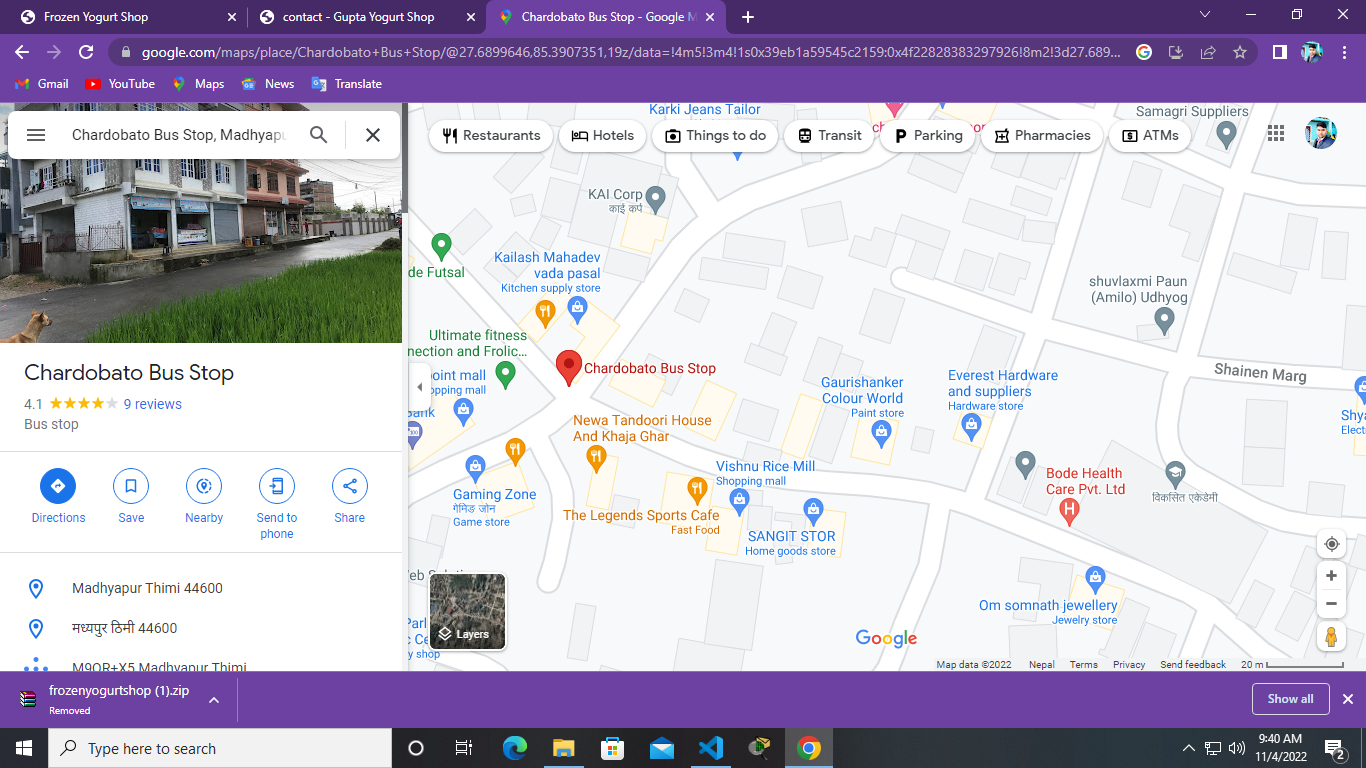 Frozen Yogurt Shop
contact - Gupta Yogurt Shop
Chardobato Bus Stop - Google M
google.com/maps/place/Chardobato+Bus+Stop/@27.6899646,85.3907351,19z/data=!4m5!3m4!1s0x39eb1a59545c2159:0x4f22828383297926!8m2!3d27.689...
Gmail
YouTube
Maps
News
Translate
Chardobato Bus Stop, Madhyapu
Restaurants
Hotels
Things to do
Transit
Parking
Pharmacies
ATMs
Chardobato Bus Stop
4.1
9 reviews
Bus stop
Directions
Save
Nearby
Send to
phone
Share
Madhyapur Thimi 44600
मध्यपुर ठिमी 44600
M9QR+X5 Madhyapur Thimi
Karki Jeans Tailor
Samagri Suppliers
KAI Corp
काई कर्प
de Futsal
Kailash Mahadev
vada pasal
Kitchen supply store
shuvlaxmi Paun
(Amilo) Udhyog
Ultimate fitness
nection and Frolic...
Chardobato Bus Stop
point mall
opping mall
Bank
Gaurishanker
Colour World
Paint store
Everest Hardware
and suppliers
Hardware store
Shainen Marg
Shya
Electri
Newa Tandoori House
And Khaja Ghar
Vishnu Rice Mill
Shopping mall
Bode Health
Care Pvt. Ltd
विकसित एकेडेनी
Gaming Zone
गेमिङ जोन
Game store
The Legends Sports Cafe
Fast Food
SANGIT STOR
Home goods store
Om somnath jewellery
Jewelry store
Parl
y shop
Layers
Google
Map data ©2022
Nepal
Terms
Privacy
Send feedback
20 m
frozenyogurtshop (1).zip
Removed
Show all
Type here to search
9:40 AM
11/4/2022
2